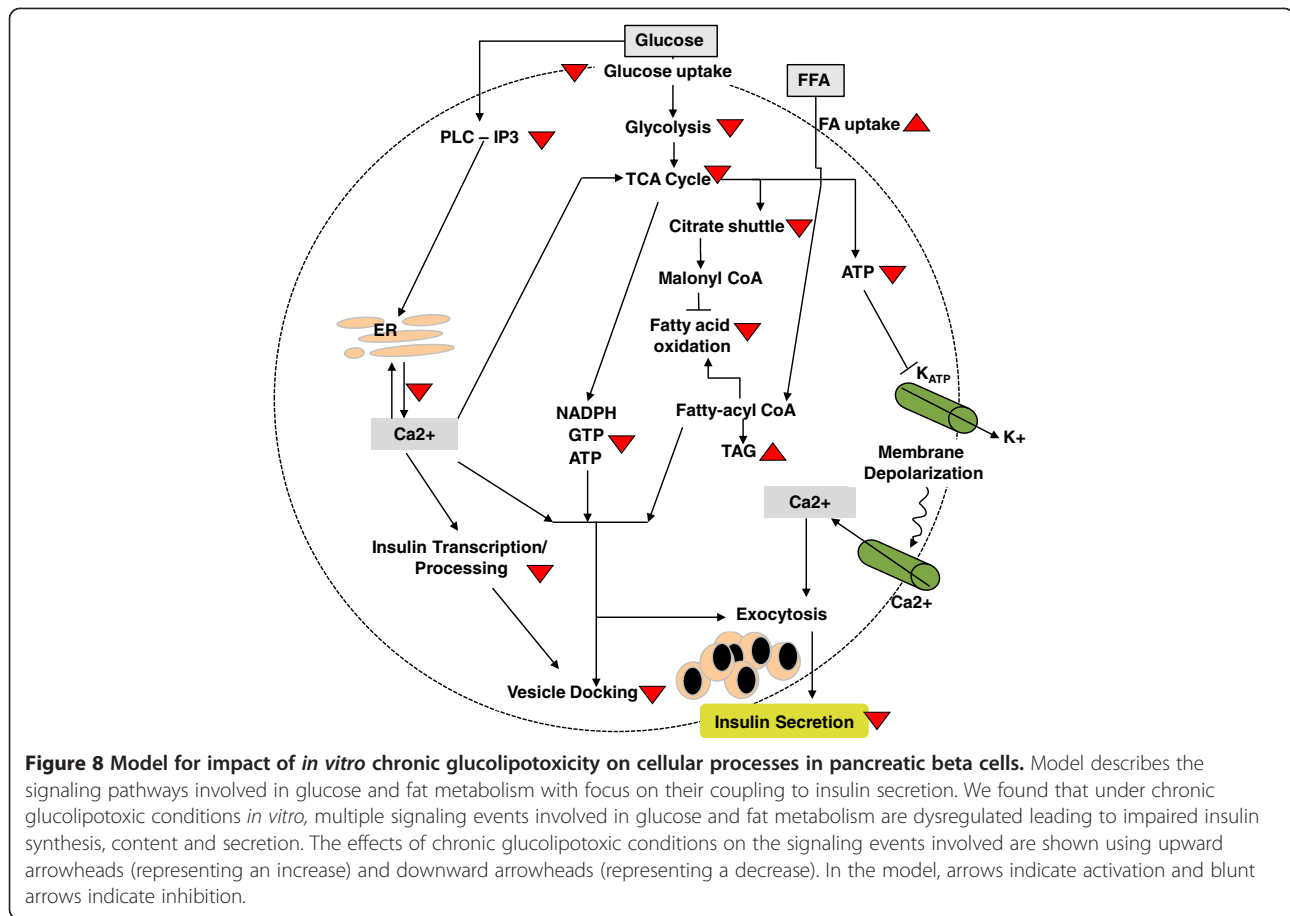 Glucose
Glucose uptake
FFA
FA uptake
Glycolysis
PLC – IP3
TCA Cycle
Citrate shuttle
ATP
Malonyl CoA
ER
Fatty acid
oxidation
K_ATP
NADPH
GTP
ATP
Fatty-acyl CoA
Ca2+
K+
TAG
Membrane
Depolarization
Ca2+
Insulin Transcription/
Processing
Ca2+
Exocytosis
Vesicle Docking
Insulin Secretion
Figure 8 Model for impact of in vitro chronic glucolipotoxicity on cellular processes in pancreatic beta cells. Model describes the
signaling pathways involved in glucose and fat metabolism with focus on their coupling to insulin secretion. We found that under chronic
glucolipotoxic conditions in vitro, multiple signaling events involved in glucose and fat metabolism are dysregulated leading to impaired insulin
synthesis, content and secretion. The effects of chronic glucolipotoxic conditions on the signaling events involved are shown using upward
arrowheads (representing an increase) and downward arrowheads (representing a decrease). In the model, arrows indicate activation and blunt
arrows indicate inhibition.